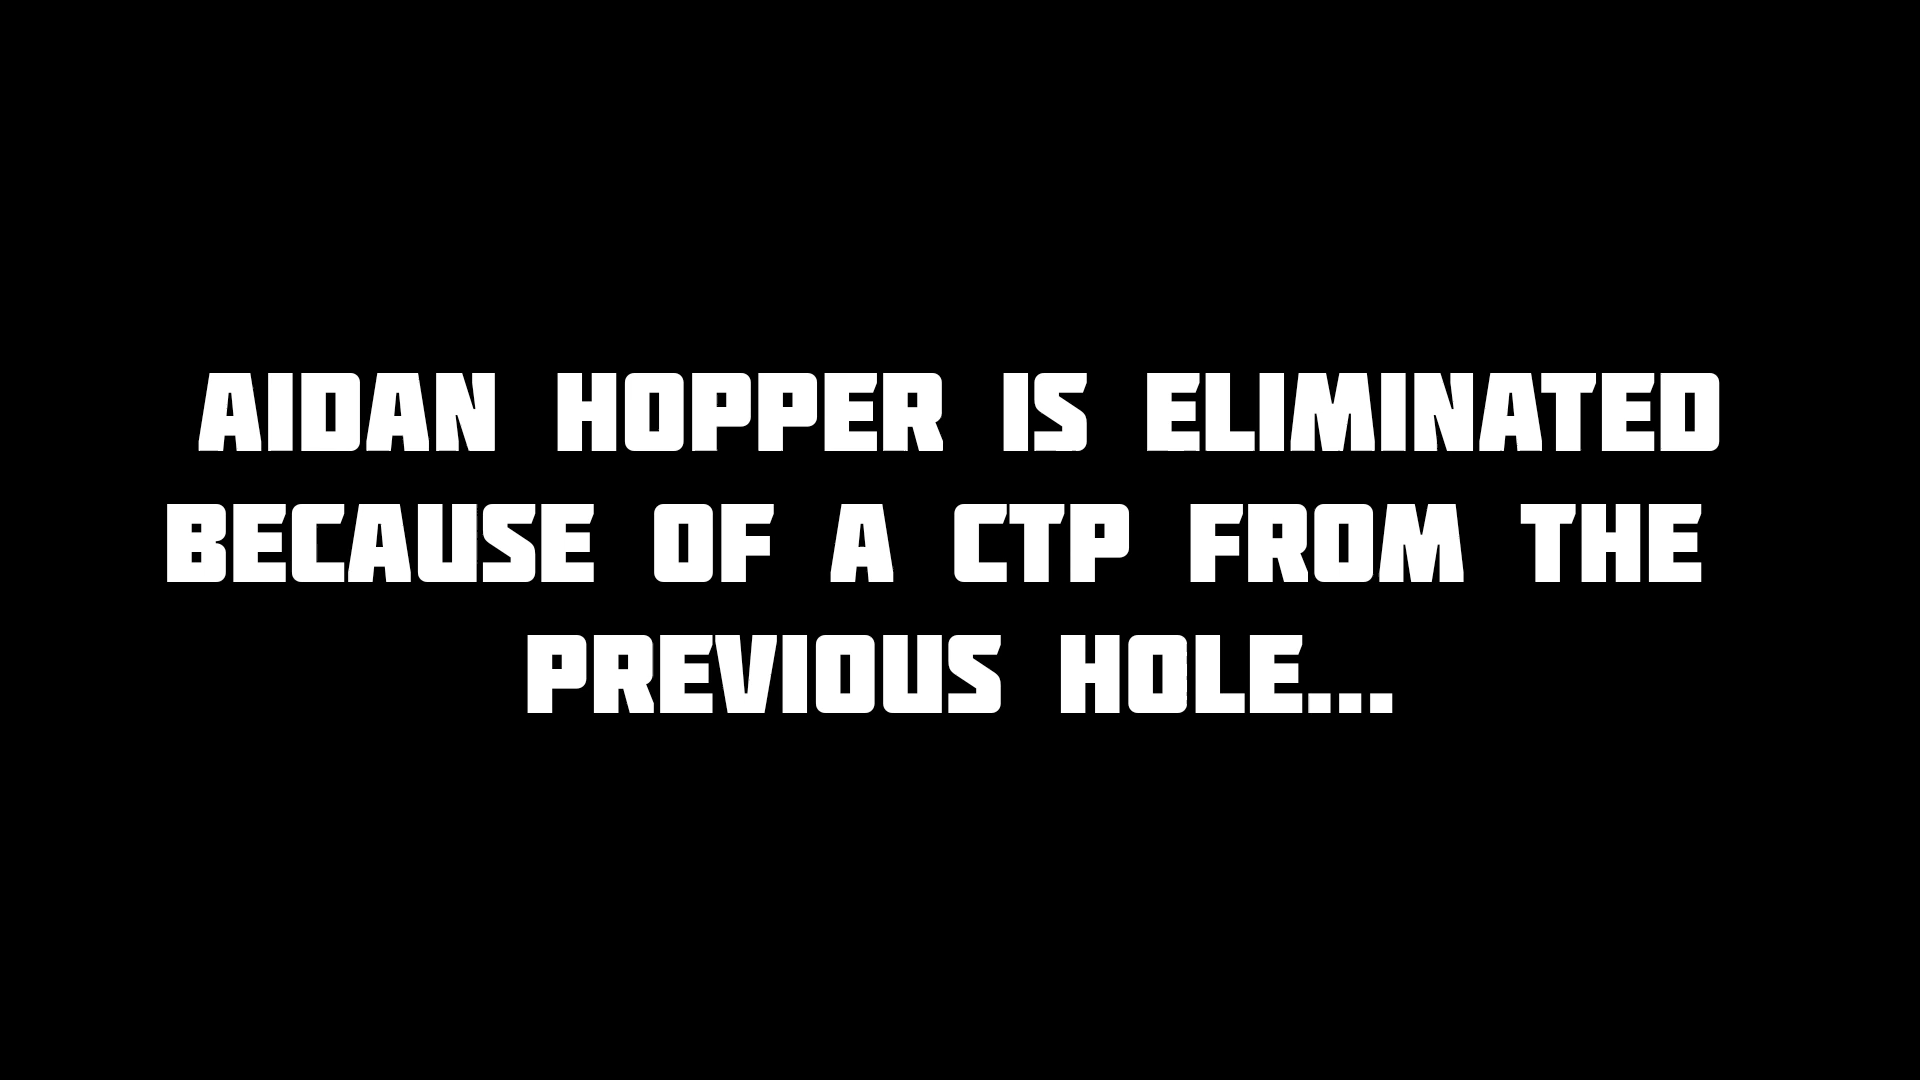 AIDAN HOPPER IS ELIMINATED
BECAUSE OF A CTP FROM THE
PREVIOUS HOLE...